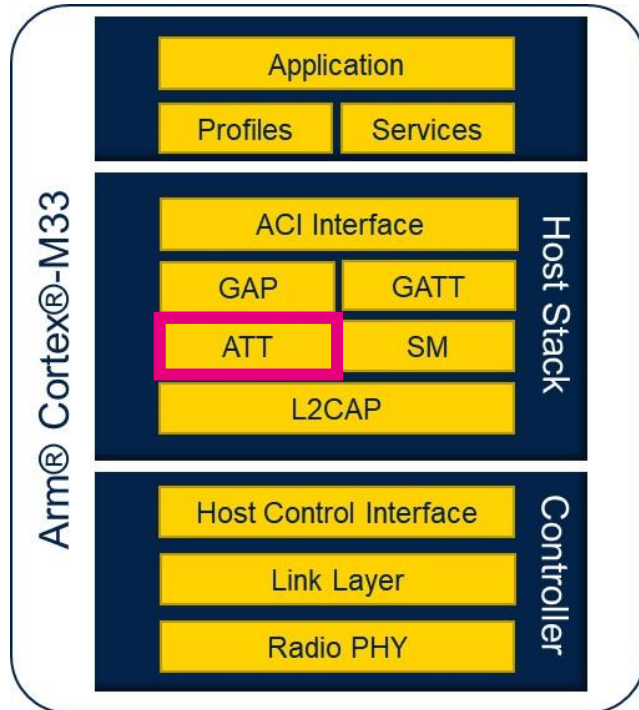 Arm® Cortex®-M33
Application
Profiles
Services
ACI Interface
GAP
GATT
ATT
SM
L2CAP
Host Stack
Host Control Interface
Link Layer
Radio PHY
Controller